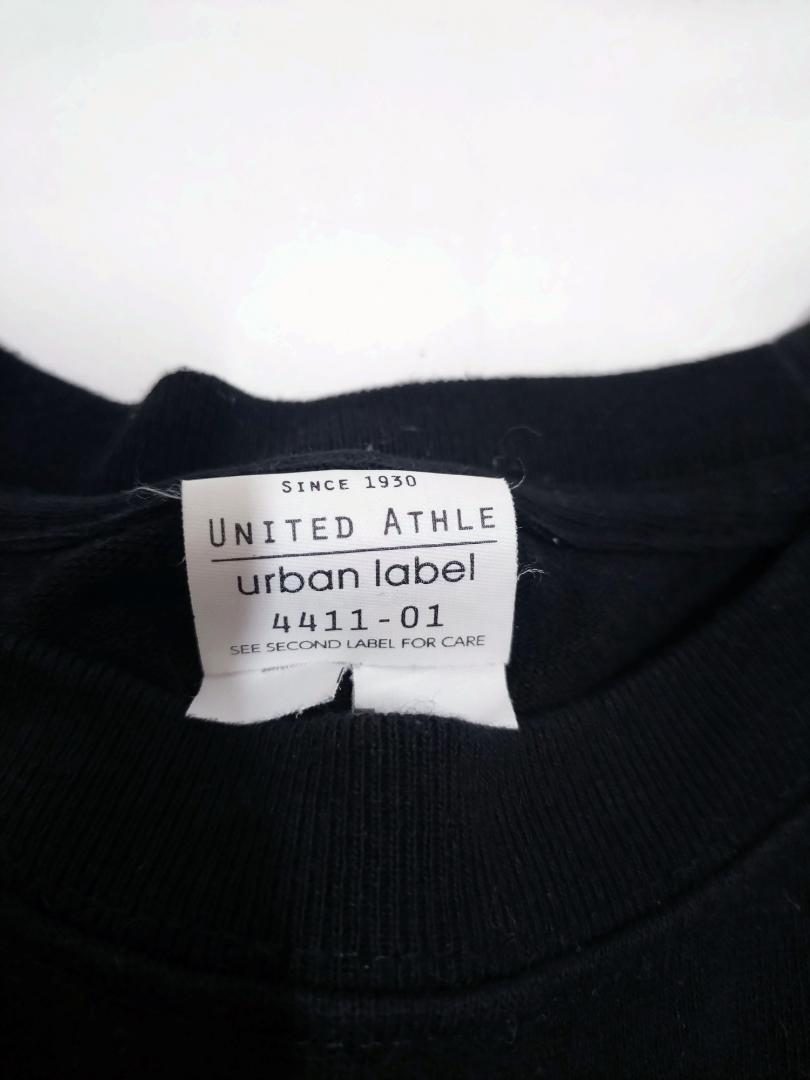 SINCE 1930
UNITED ATHLE
urban label
4411-01
SEE SECOND LABEL FOR CARE